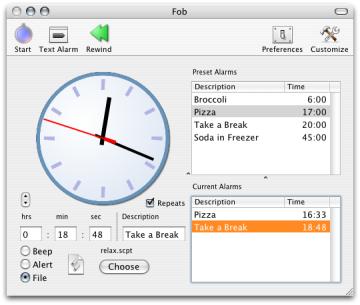 Fob
Start Text Alarm Rewind Preferences Customize
Preset Alarms
Description Time
Broccoli 6:00
Pizza 17:00
Take a Break 20:00
Soda in Freezer 45:00
Repeats
hrs min sec Description
0 : 18 : 48 Take a Break
Beep
Alert
File
relax.scpt
Choose
Current Alarms
Description Time
Pizza 16:33
Take a Break 18:48